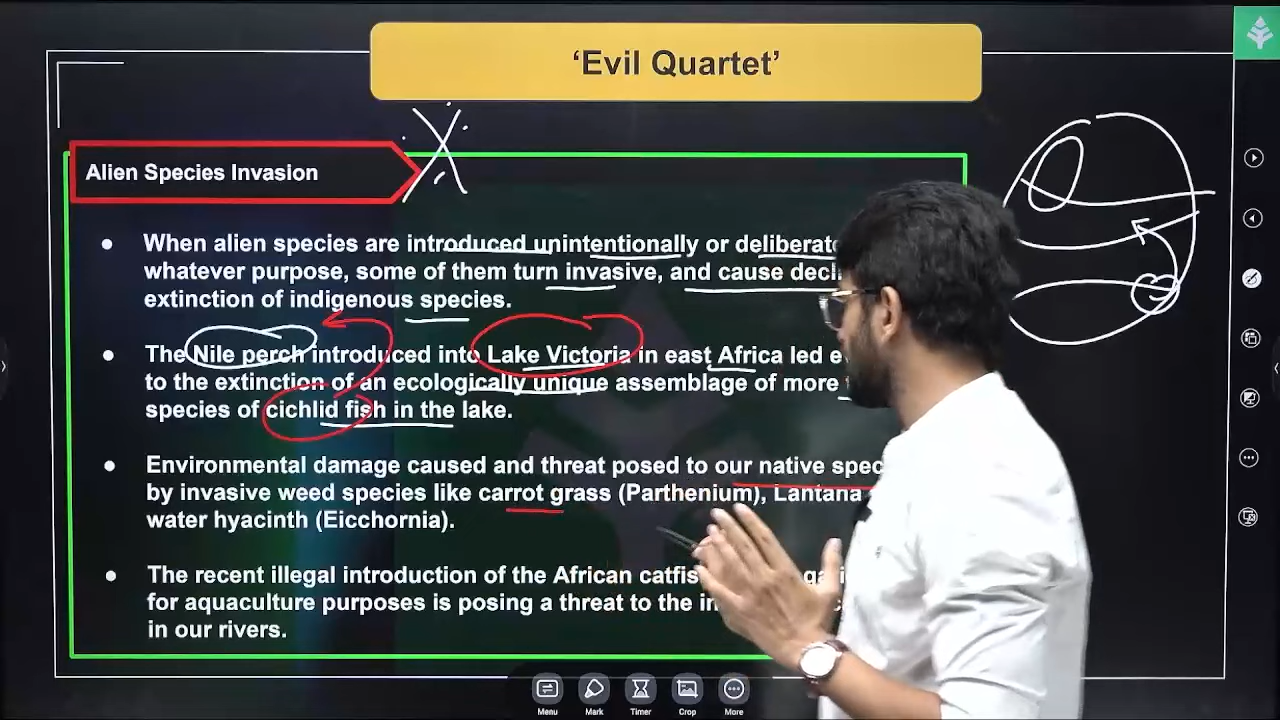 ‘Evil Quartet’
Alien Species Invasion
● When alien species are introduced unintentionally or
whatever purpose, some of them turn invasive, and cause
extinction of indigenous species.
● The Nile perch introduced into Lake Victoria in east Africa led
to the extinction of an ecologically unique assemblage of more
species of cichlid fish in the lake.
● Environmental damage caused and threat posed to our native
by invasive weed species like carrot grass (Parthenium), Lantana
water hyacinth (Eicchornia).
● The recent illegal introduction of the African
for aquaculture purposes is posing a threat to the
in our rivers.
Menu Mark Timer Crop More